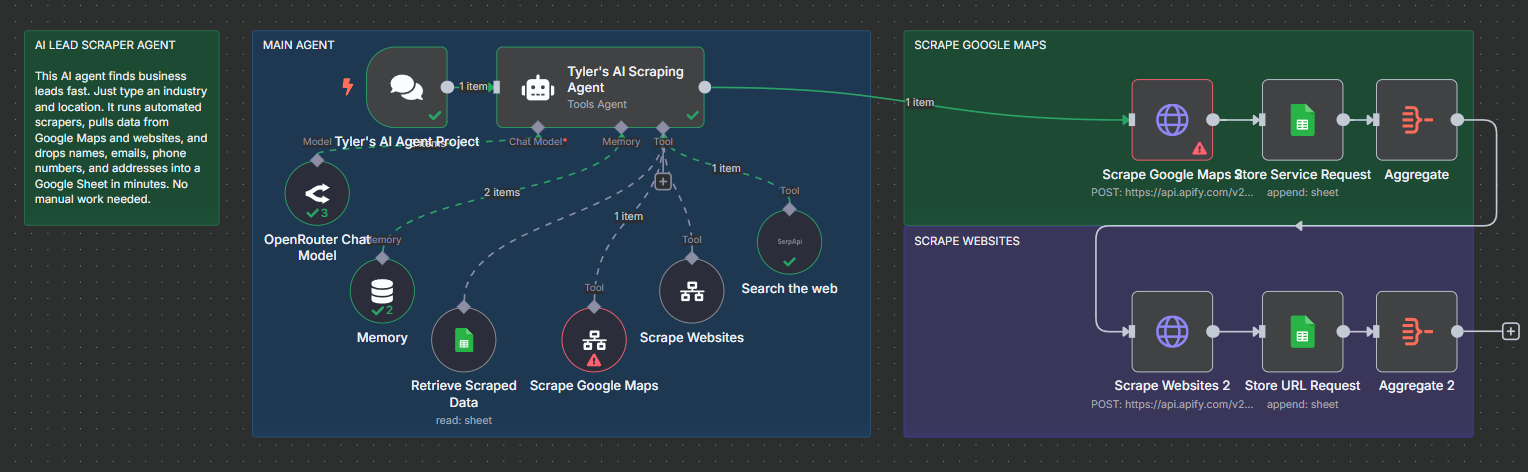 AI LEAD SCRAPER AGENT
This AI agent finds business
leads fast. Just type an industry
and location. It runs automated
scrapers, pulls data from
Google Maps and websites, and
drops names, emails, phone
numbers, and addresses into a
Google Sheet in minutes. No
manual work needed.
MAIN AGENT
1 item
Tyler's AI Scraping
Agent
Tools Agent
Tyler's AI Agent Project
Model
Chat Model*
Memory
Tool
3
OpenRouter Chat
Model
2 items
Memory
2
Memory
Retrieve Scraped
Data
read: sheet
1 item
Tool
Scrape Google Maps
Tool
Scrape Websites
1 item
Tool
SerpApi
Search the web
SCRAPE GOOGLE MAPS
1 item
Scrape Google Maps 2
POST: https://api.apify.com/v2...
Store Service Request
append: sheet
Aggregate
SCRAPE WEBSITES
Scrape Websites 2
POST: https://api.apify.com/v2...
Store URL Request
append: sheet
Aggregate 2